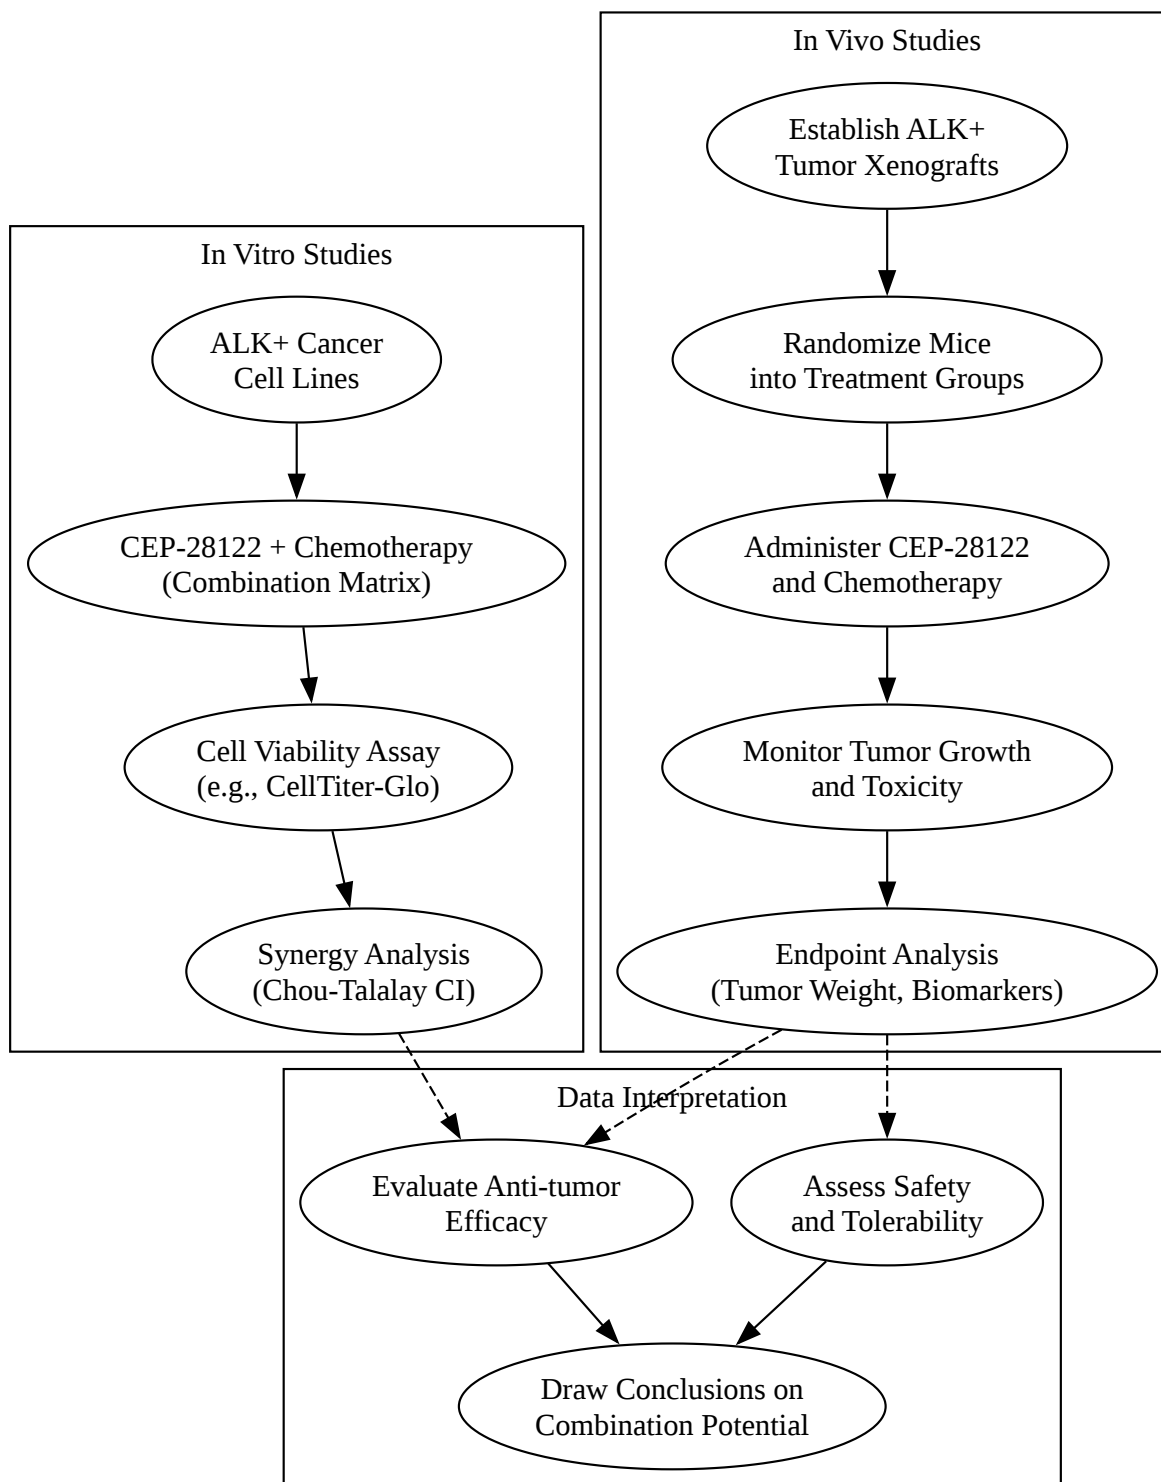 In Vitro Studies
ALK+ Cancer
Cell Lines
CEP-28122 + Chemotherapy
(Combination Matrix)
Cell Viability Assay
(e.g., CellTiter-Glo)
Synergy Analysis
(Chou-Talalay CI)
In Vivo Studies
Establish ALK+
Tumor Xenografts
Randomize Mice
into Treatment Groups
Administer CEP-28122
and Chemotherapy
Monitor Tumor Growth
and Toxicity
Endpoint Analysis
(Tumor Weight, Biomarkers)
Data Interpretation
Evaluate Anti-tumor
Efficacy
Assess Safety
and Tolerability
Draw Conclusions on
Combination Potential